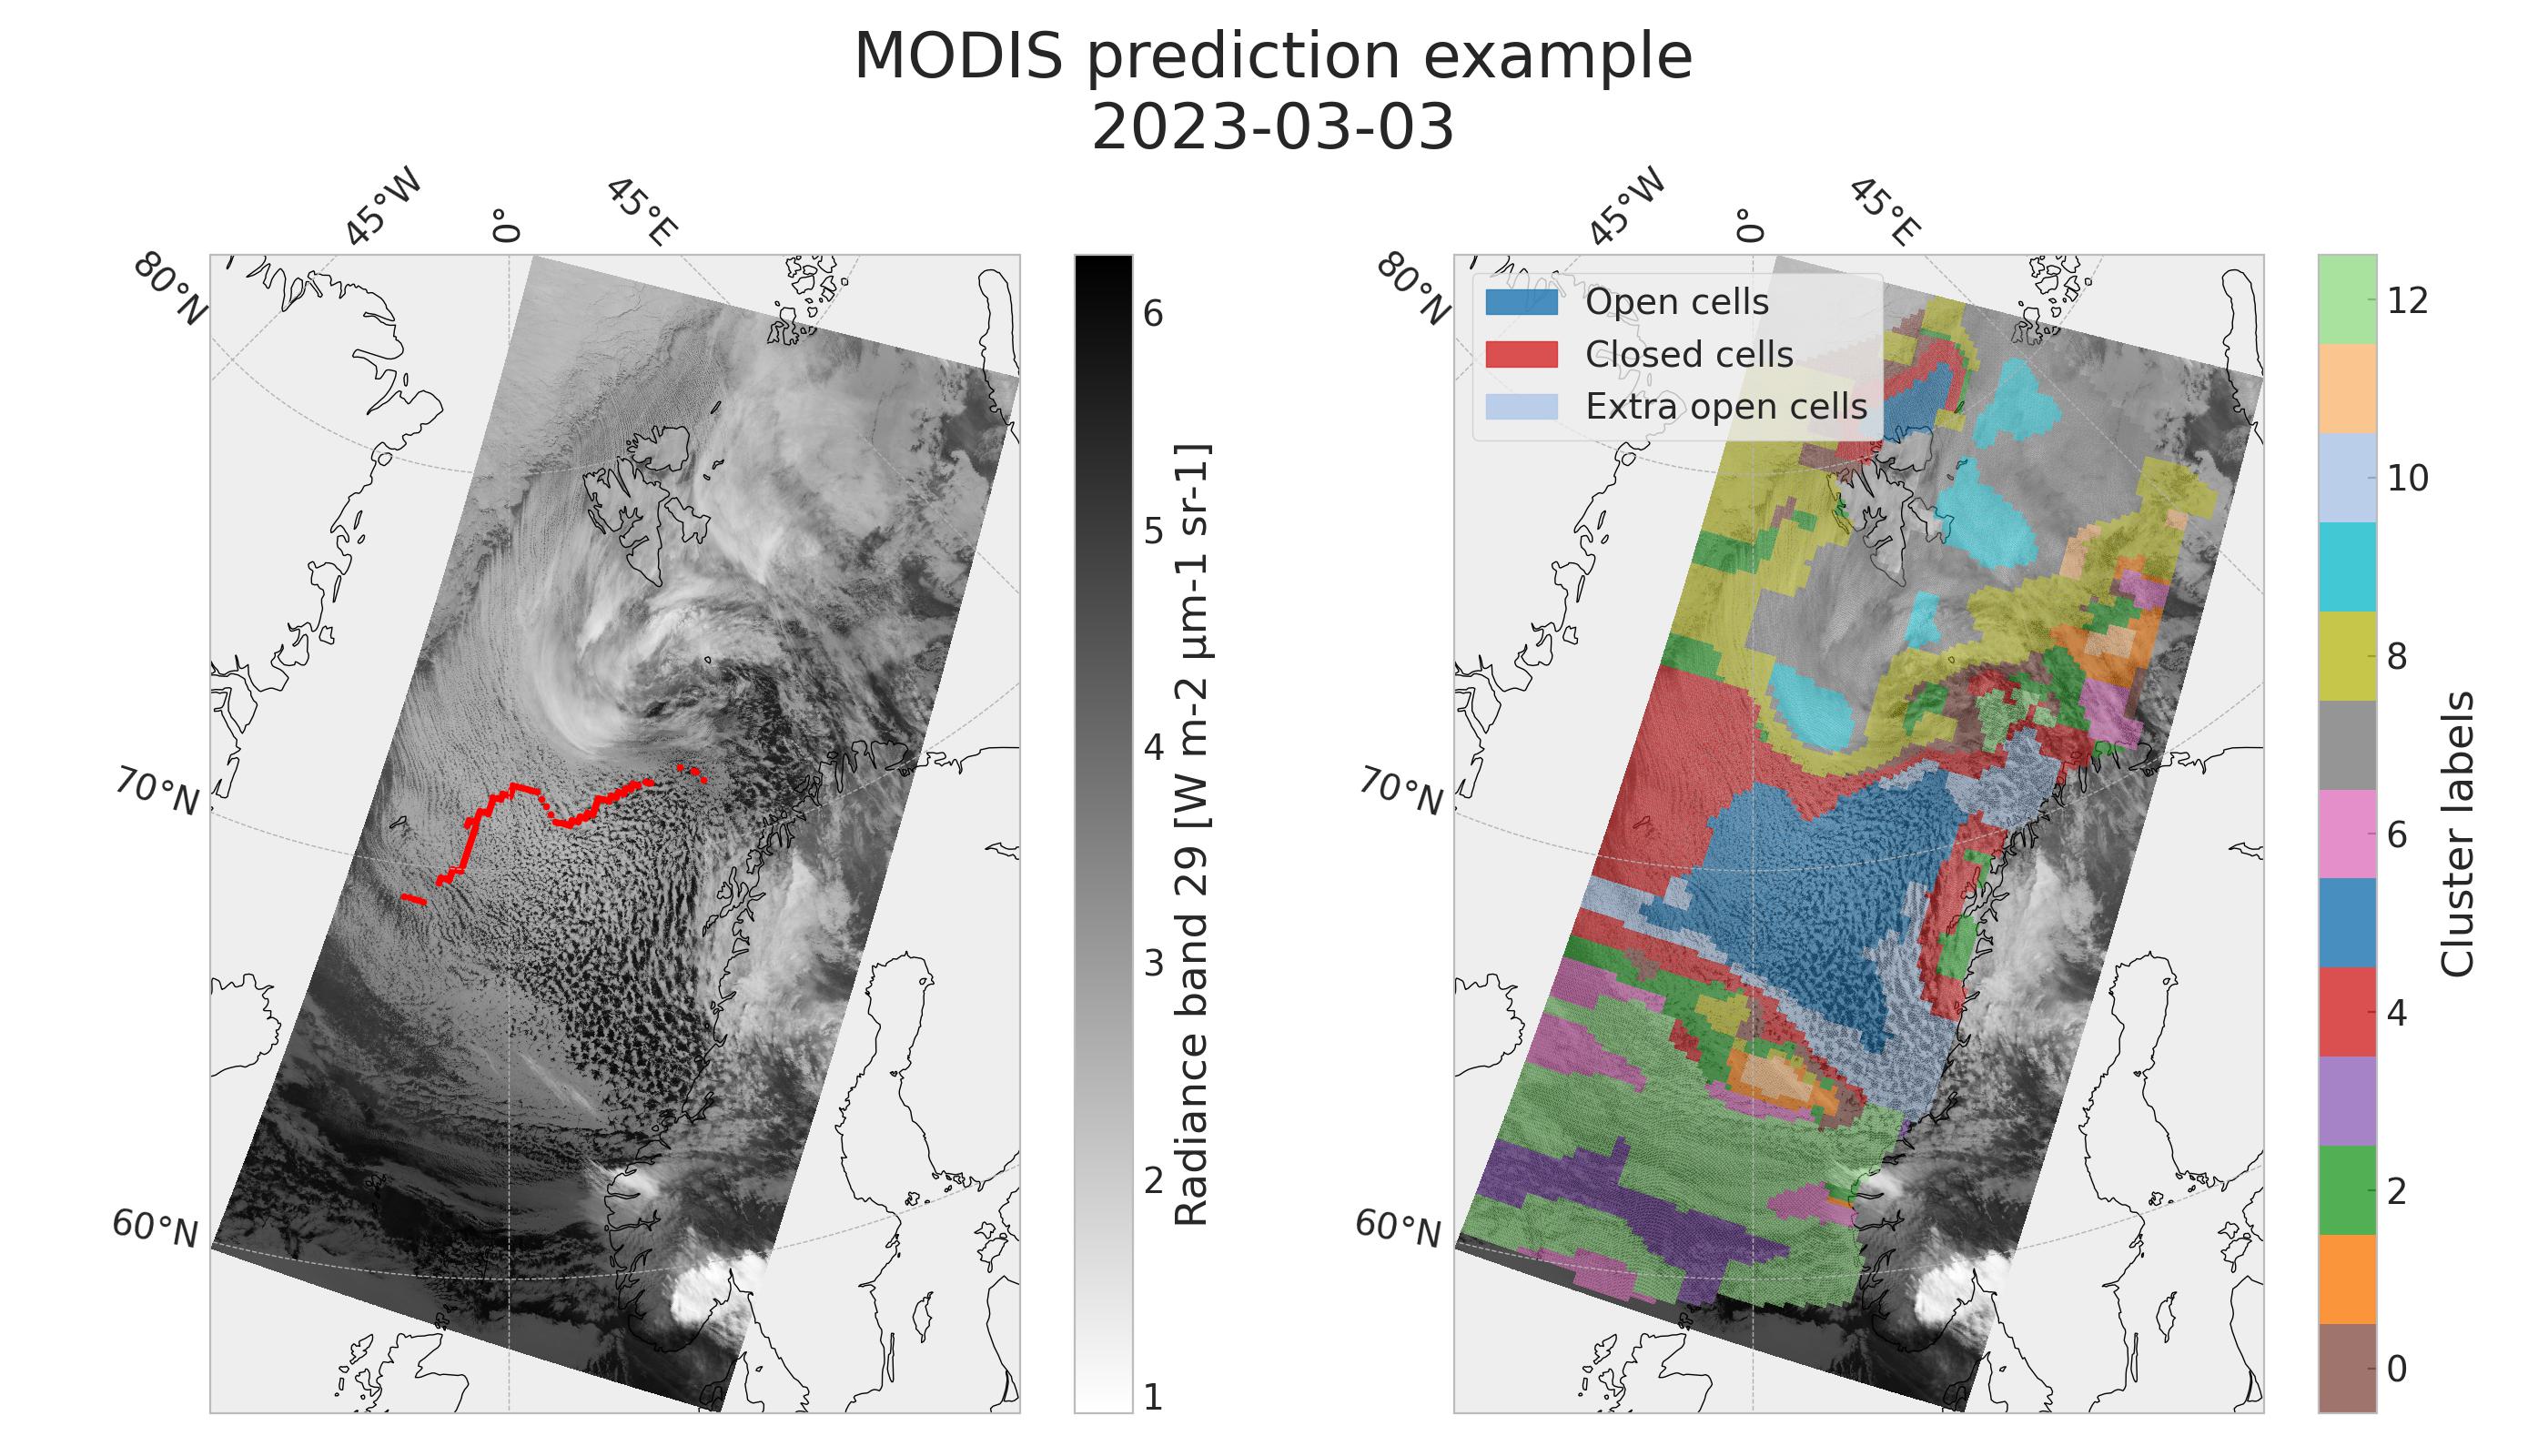 MODIS prediction example
2023-03-03
45°W
0°
45°E
80°N
70°N
60°N
6
5
4
3
2
1
Radiance band 29 [W m-2 µm-1 sr-1]
45°W
0°
45°E
80°N
70°N
60°N
Open cells
Closed cells
Extra open cells
12
10
8
6
4
2
0
Cluster labels